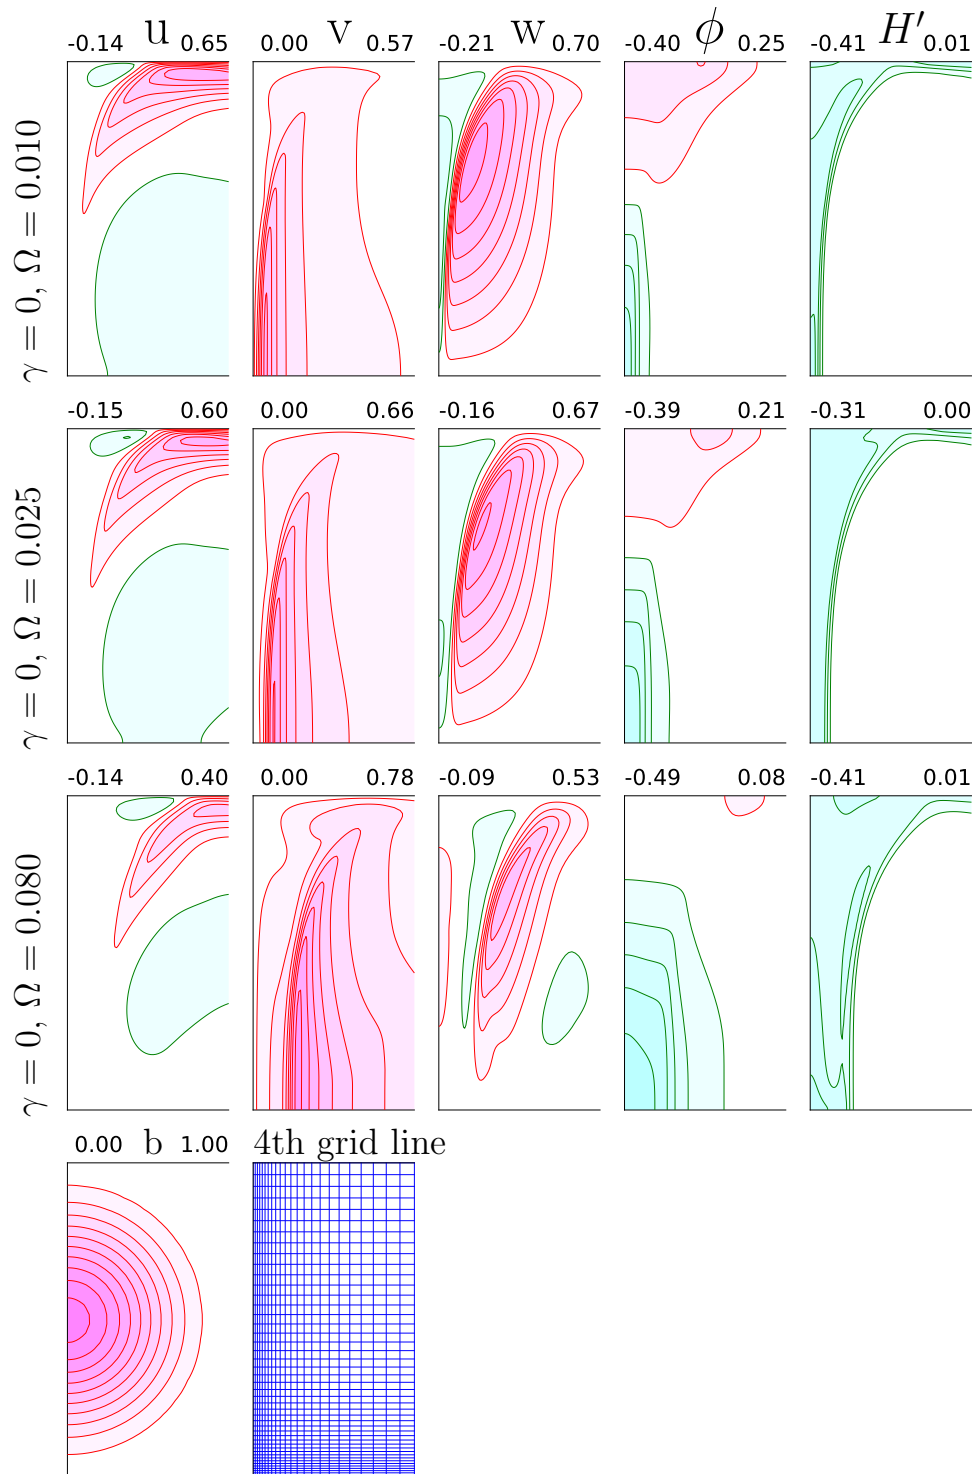 u v w ϕ H′
-0.14 0.65 0.00 0.57 -0.21 0.70 -0.40 0.25 -0.41 0.01
γ = 0, Ω = 0.010
-0.15 0.60 0.00 0.66 -0.16 0.67 -0.39 0.21 -0.31 0.00
γ = 0, Ω = 0.025
-0.14 0.40 0.00 0.78 -0.09 0.53 -0.49 0.08 -0.41 0.01
γ = 0, Ω = 0.080
0.00 b 1.00 4th grid line